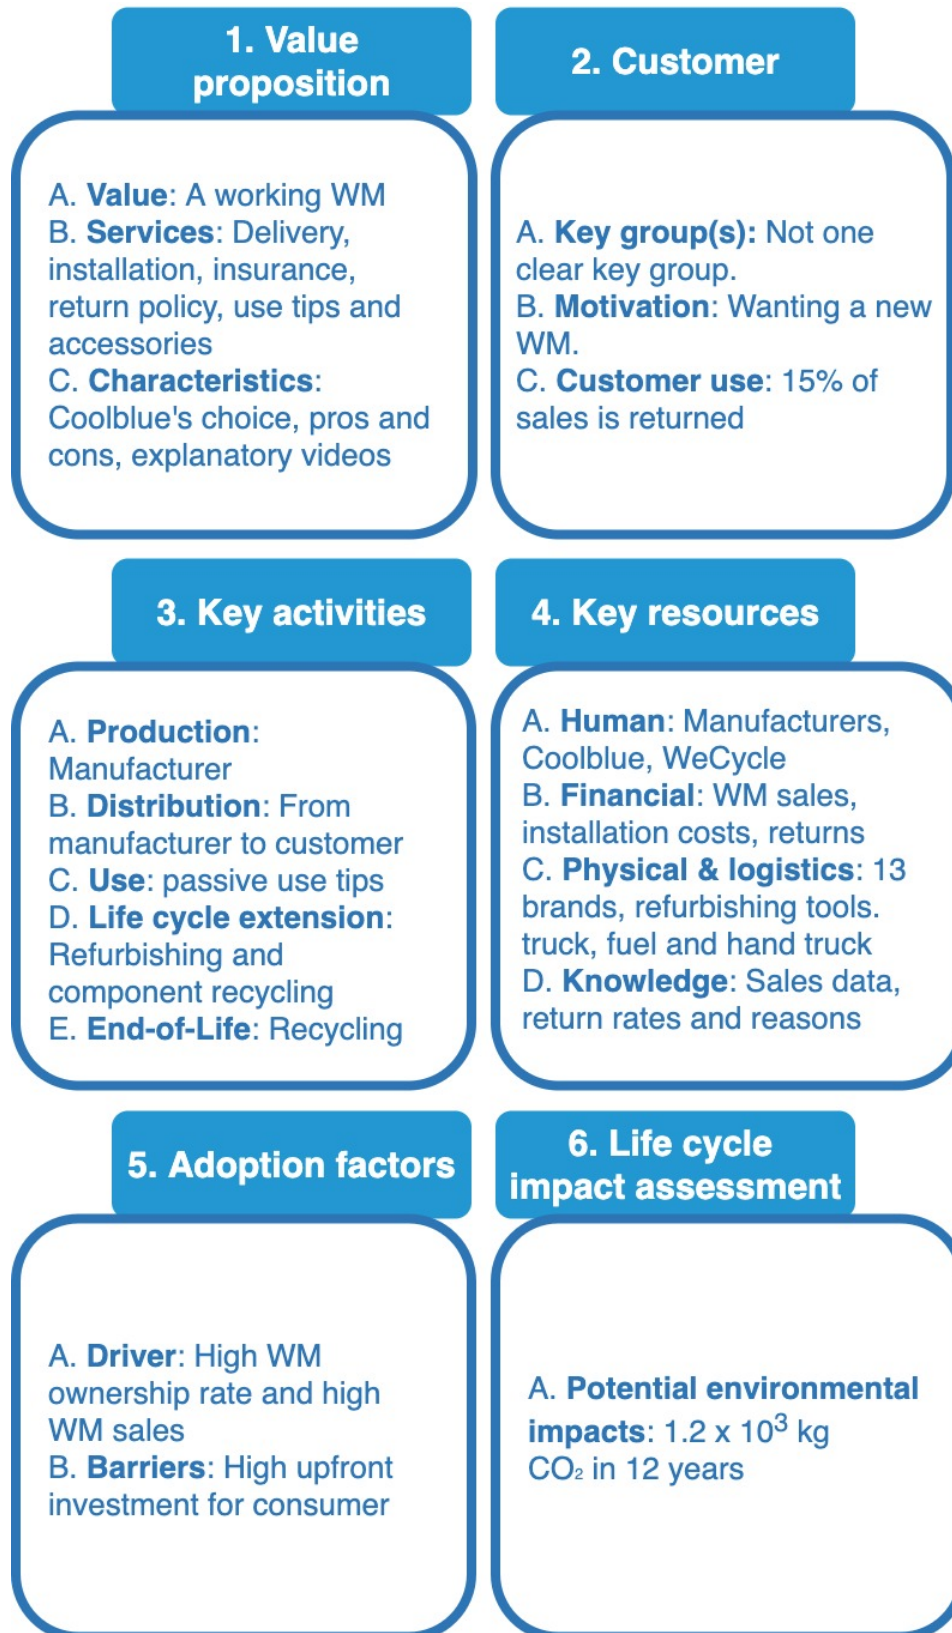 1. Value
proposition
A. Value: A working WM
B. Services: Delivery,
installation, insurance,
return policy, use tips and
accessories
C. Characteristics:
Coolblue's choice, pros and
cons, explanatory videos
2. Customer
A. Key group(s): Not one
clear key group.
B. Motivation: Wanting a new
WM.
C. Customer use: 15% of
sales is returned
3. Key activities
A. Production:
Manufacturer
B. Distribution: From
manufacturer to customer
C. Use: passive use tips
D. Life cycle extension:
Refurbishing and
component recycling
E. End-of-Life: Recycling
4. Key resources
A. Human: Manufacturers,
Coolblue, WeCycle
B. Financial: WM sales,
installation costs, returns
C. Physical & logistics: 13
brands, refurbishing tools.
truck, fuel and hand truck
D. Knowledge: Sales data,
return rates and reasons
5. Adoption factors
A. Driver: High WM
ownership rate and high
WM sales
B. Barriers: High upfront
investment for consumer
6. Life cycle
impact assessment
A. Potential environmental
impacts: 1.2 x 10³ kg
CO₂ in 12 years